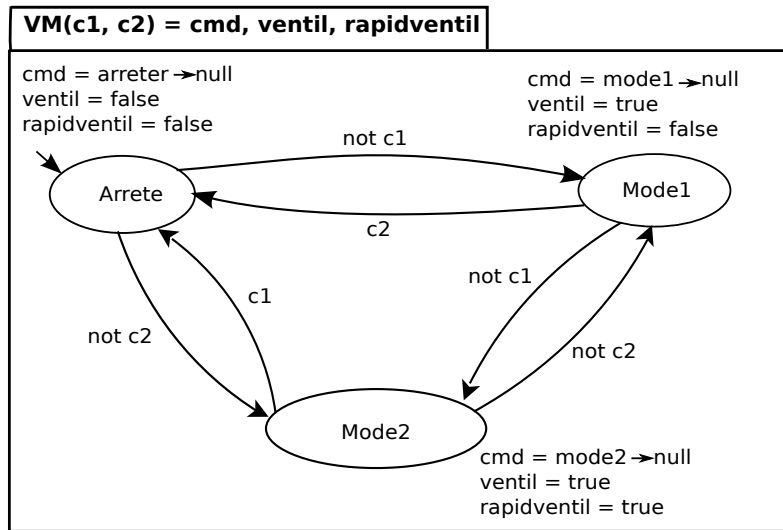 VM(c1, c2) = cmd, ventil, rapidventil
cmd = arreter→null
ventil = false
rapidventil = false
cmd = mode1→null
ventil = true
rapidventil = false
not c1
Arrete
Mode1
c2
not c1
c1
not c2
not c2
Mode2
cmd = mode2→null
ventil = true
rapidventil = true